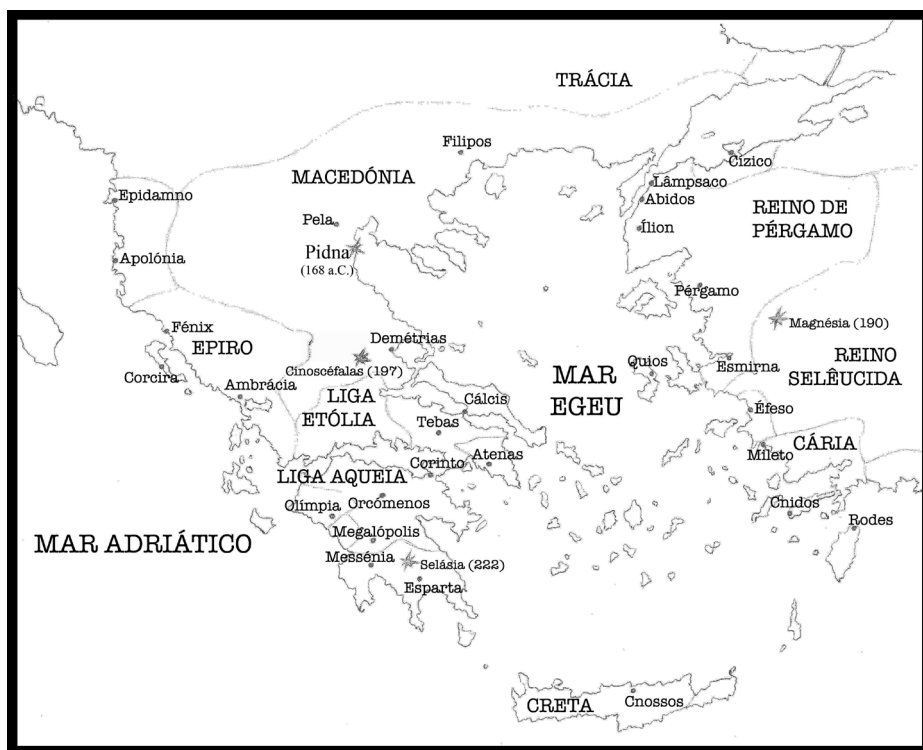 TRÁCIA
Filipos
Cízico
MACEDÓNIA
Lâmpsaco
Abidos
Epidamno
REINO DE
PÉRGAMO
Pela
Ílion
Pidna
(168 a.C.)
Apolónia
Pérgamo
Magnésia (190)
Fénix
EPIRO
Demétrias
Cinoscéfalas (197)
Corcira
Ambrácia
Quios
Esmirna
REINO
SELÊUCIDA
MAR
EGEU
LIGA
ETÓLIA
Cálcis
Éfeso
Tebas
CÁRIA
Mileto
Corinto
Atenas
LIGA AQUEIA
Olímpia
Orcómenos
Cnidos
Rodes
Megalópolis
MAR ADRIÁTICO
Messénia
Selásia (222)
Esparta
CRETA
Cnossos